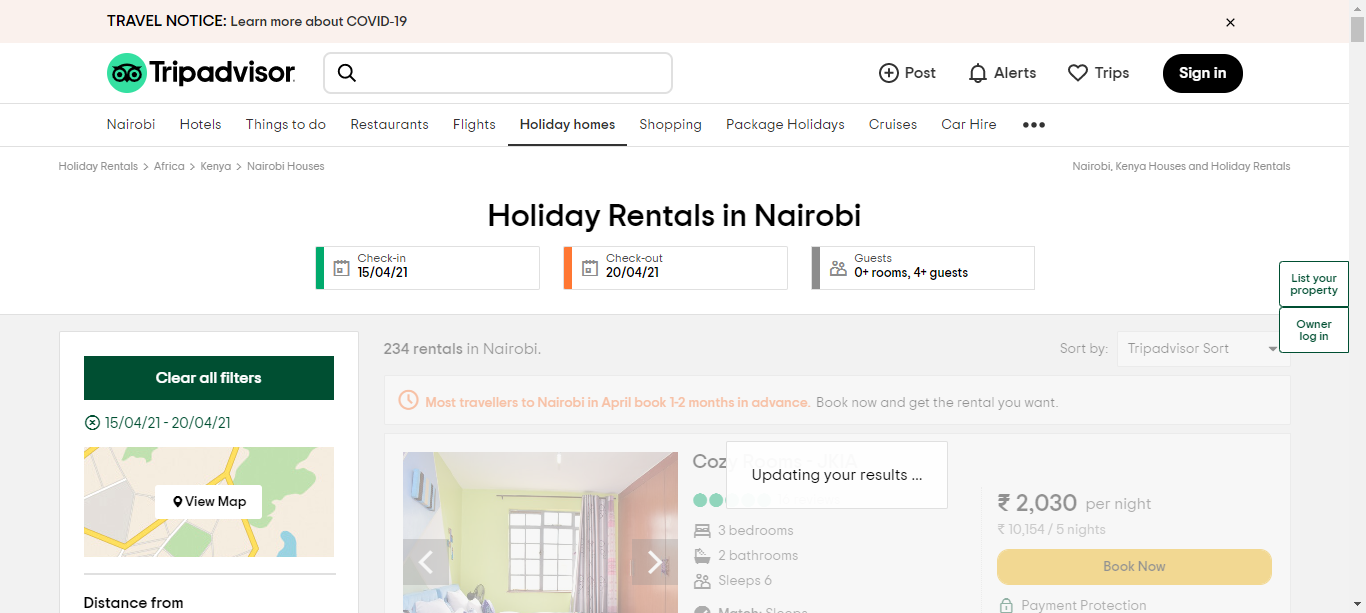 TRAVEL NOTICE: Learn more about COVID-19
Tripadvisor
Post
Alerts
Trips
Sign in
Nairobi
Hotels
Things to do
Restaurants
Flights
Holiday homes
Shopping
Package Holidays
Cruises
Car Hire
Holiday Rentals > Africa > Kenya > Nairobi Houses
Nairobi, Kenya Houses and Holiday Rentals
Holiday Rentals in Nairobi
Check-in
15/04/21
Check-out
20/04/21
Guests
0+ rooms, 4+ guests
List your
property
Owner
log in
Clear all filters
15/04/21 - 20/04/21
View Map
Distance from
234 rentals in Nairobi.
Sort by:
Tripadvisor Sort
Most travellers to Nairobi in April book 1-2 months in advance. Book now and get the rental you want.
Cozy Rooms - JKIA
Updating your results ...
3 bedrooms
2 bathrooms
Sleeps 6
Match: Sleeps
₹ 2,030 per night
₹ 10,154 / 5 nights
Book Now
Payment Protection